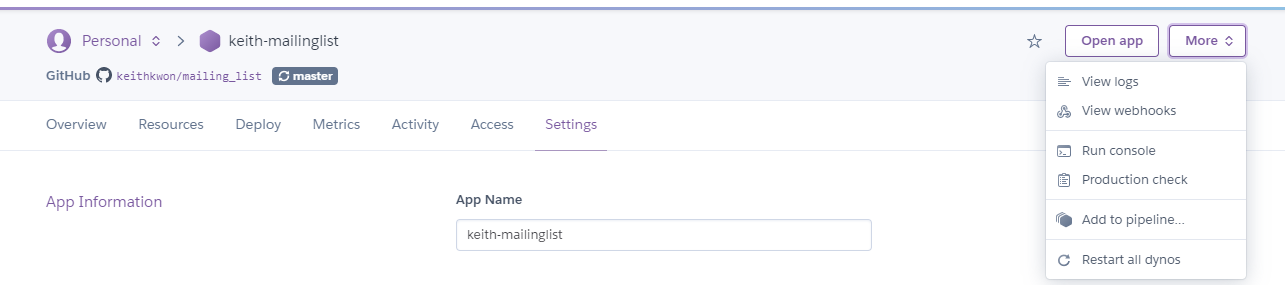 Personal keith-mailinglist
Open app More
GitHub keithkwon/mailing_list master
Overview Resources Deploy Metrics Activity Access Settings
View logs
View webhooks
Run console
Production check
Add to pipeline...
Restart all dynos
App Information
App Name
keith-mailinglist